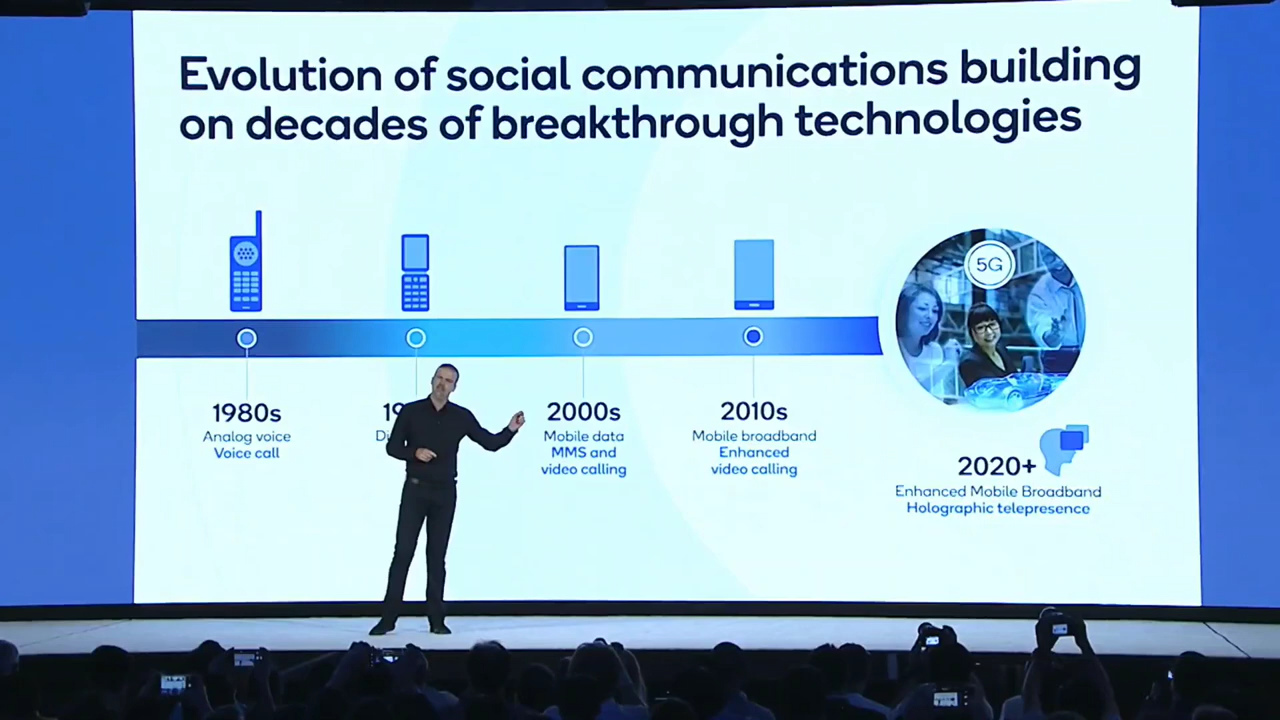 Evolution of social communications building
on decades of breakthrough technologies
5G
1980s
Analog voice
Voice call
2000s
Mobile data
MMS and
video calling
2010s
Mobile broadband
Enhanced
video calling
2020+
Enhanced Mobile Broadband
Holographic telepresence